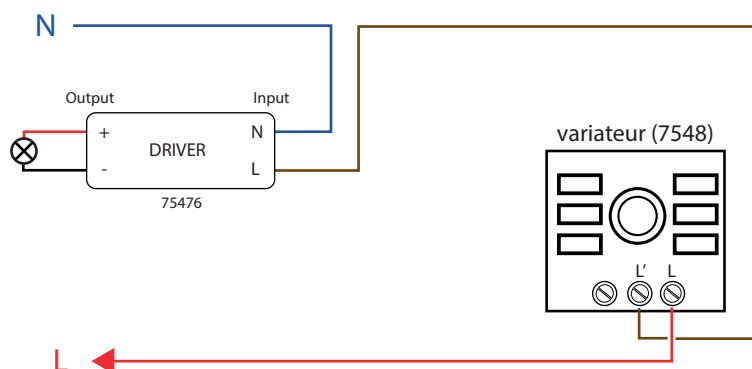 N
Output Input
+ N
DRIVER
- L
75476
variateur (7548)
L' L
L